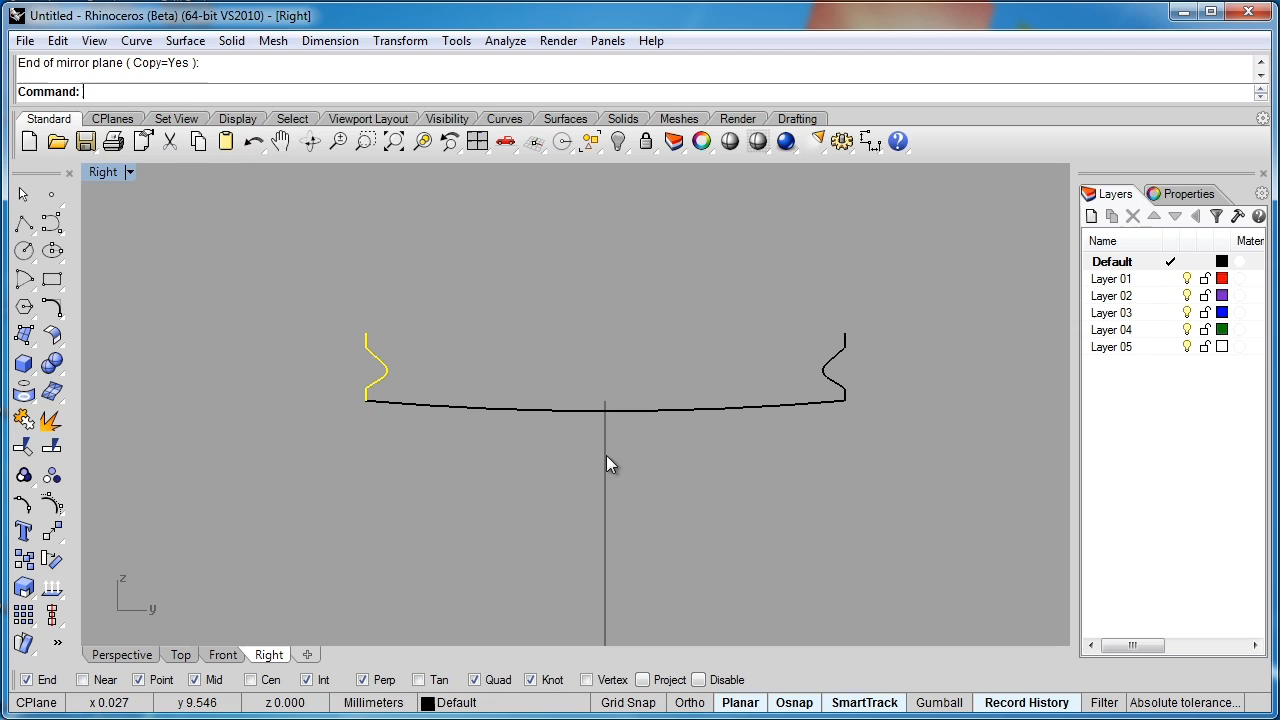 Untitled - Rhinoceros (Beta) (64-bit VS2010) - [Right]
File Edit View Curve Surface Solid Mesh Dimension Transform Tools Analyze Render Panels Help
End of mirror plane ( Copy=Yes ):
Command:
Standard CPlanes Set View Display Select Viewport Layout Visibility Curves Surfaces Solids Meshes Render Drafting
Right
Layers Properties
Name Mater
Default
Layer 01
Layer 02
Layer 03
Layer 04
Layer 05
z
y
Perspective Top Front Right
End Near Point Mid Cen Int Perp Tan Quad Knot Vertex Project Disable
CPlane x 0.027 y 9.546 z 0.000 Millimeters Default Grid Snap Ortho Planar Osnap SmartTrack Gumball Record History Filter Absolute tolerance...